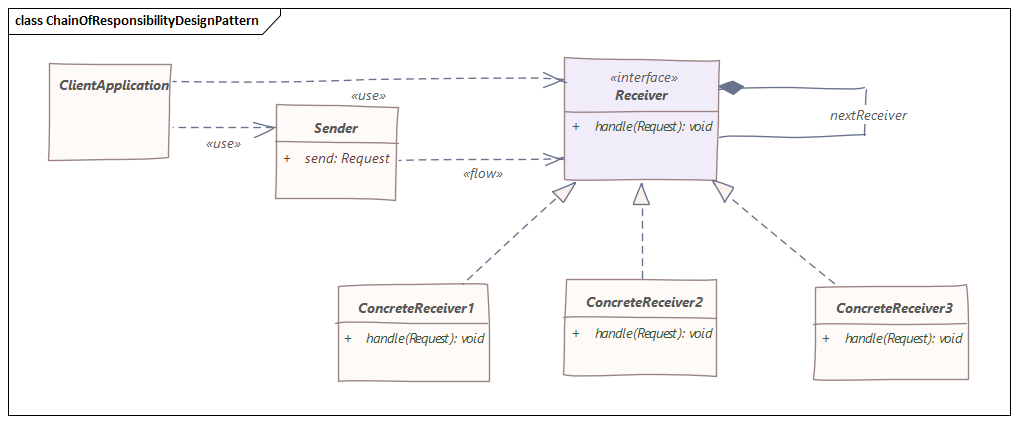 class ChainOfResponsibilityDesignPattern
ClientApplication
«use»
«use»
Sender
+ send: Request
«flow»
«interface»
Receiver
+ handle(Request): void
nextReceiver
ConcreteReceiver1
+ handle(Request): void
ConcreteReceiver2
+ handle(Request): void
ConcreteReceiver3
+ handle(Request): void